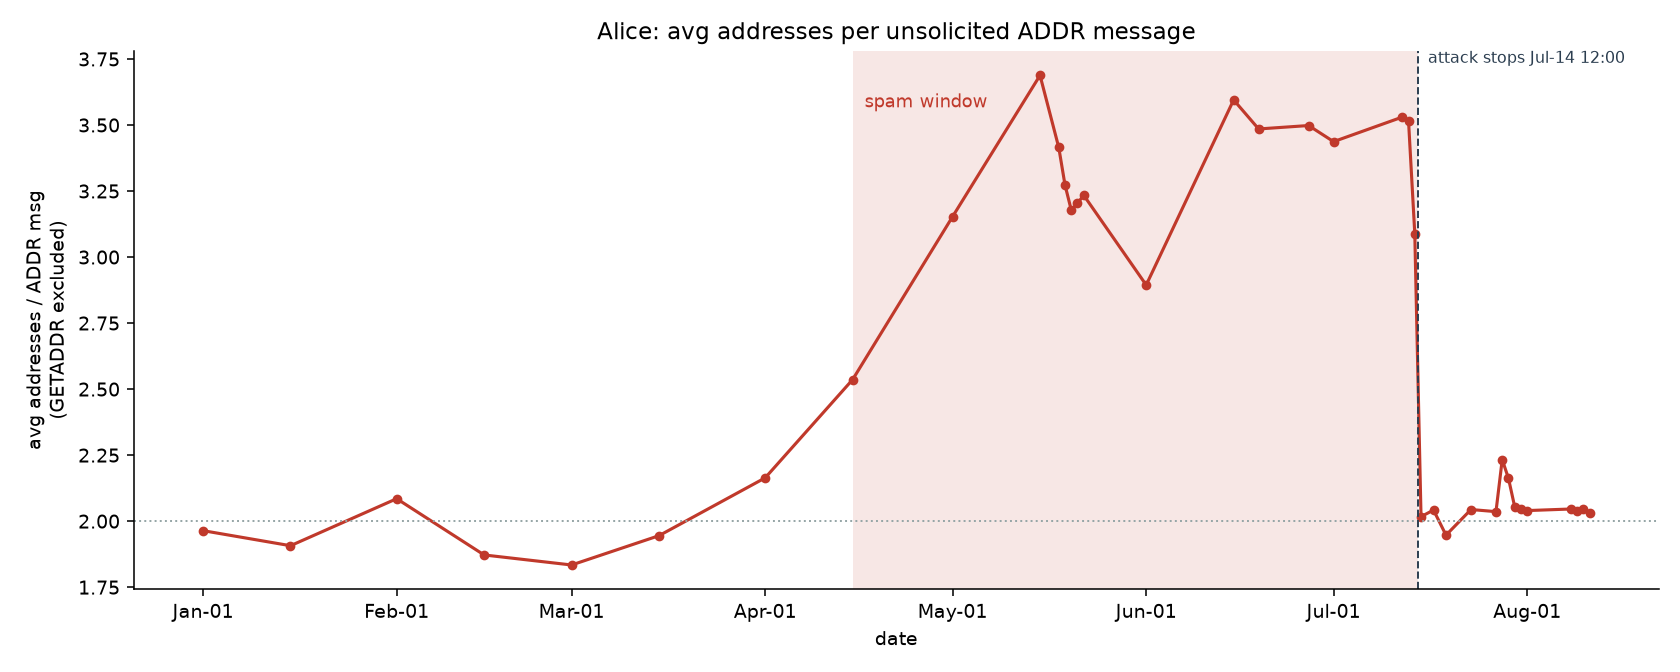 Alice: avg addresses per unsolicited ADDR message
attack stops Jul-14 12:00
spam window
avg addresses / ADDR msg
(GETADDR excluded)
3.75
3.50
3.25
3.00
2.75
2.50
2.25
2.00
1.75
Jan-01
Feb-01
Mar-01
Apr-01
May-01
Jun-01
Jul-01
Aug-01
date